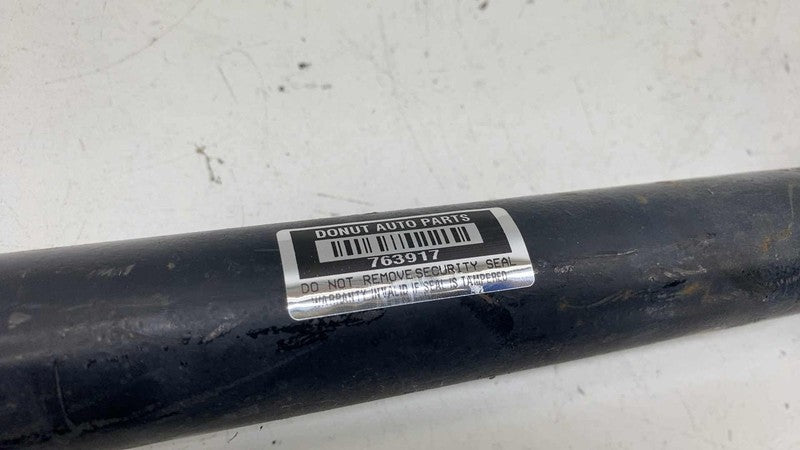 DONUT AUTO PARTS
763917
DO NOT REMOVE SECURITY SEAL
WARRANTY INVALID IF SEAL IS TAMPERED